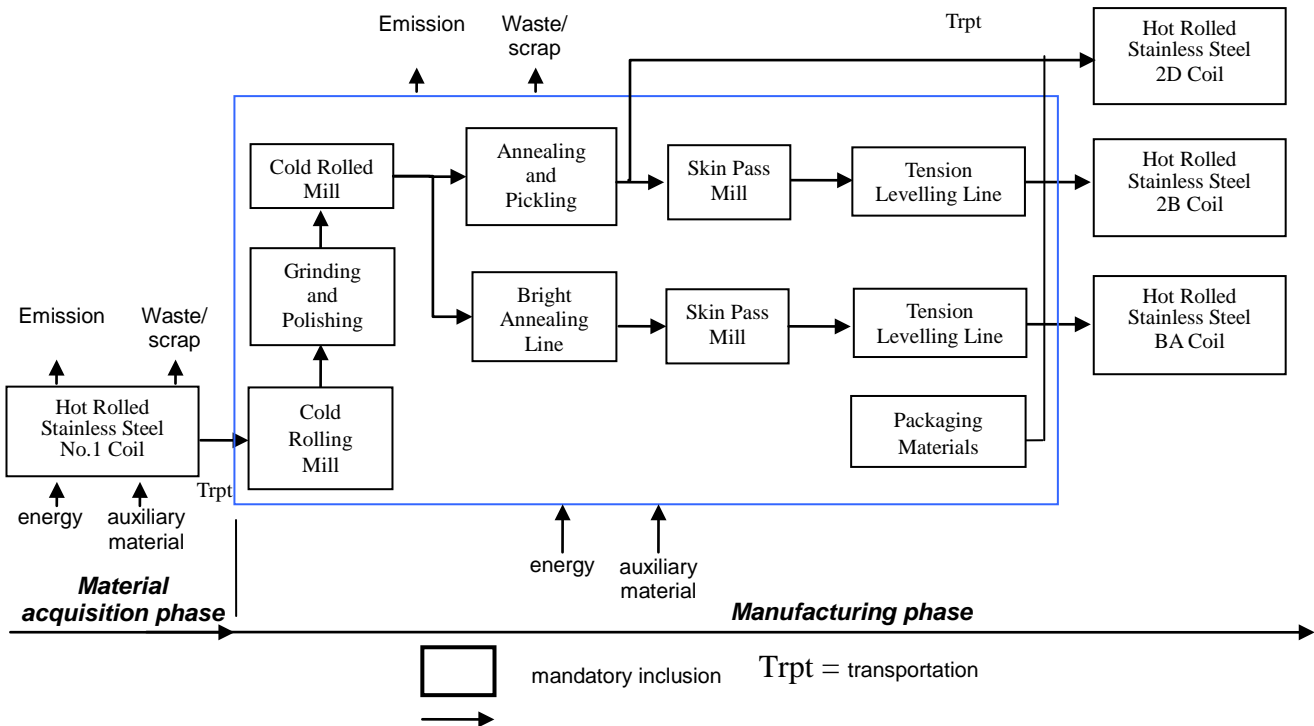 Emission
Waste/
scrap
Trpt
Hot Rolled
Stainless Steel
2D Coil
Cold Rolled
Mill
Annealing
and
Pickling
Skin Pass
Mill
Tension
Levelling Line
Hot Rolled
Stainless Steel
2B Coil
Grinding
and
Polishing
Bright
Annealing
Line
Skin Pass
Mill
Tension
Levelling Line
Hot Rolled
Stainless Steel
BA Coil
Emission
Waste/
scrap
Hot Rolled
Stainless Steel
No.1 Coil
Cold
Rolling
Mill
Packaging
Materials
Trpt
energy
auxiliary
material
energy
auxiliary
material
Material
acquisition phase
Manufacturing phase
mandatory inclusion
Trpt = transportation